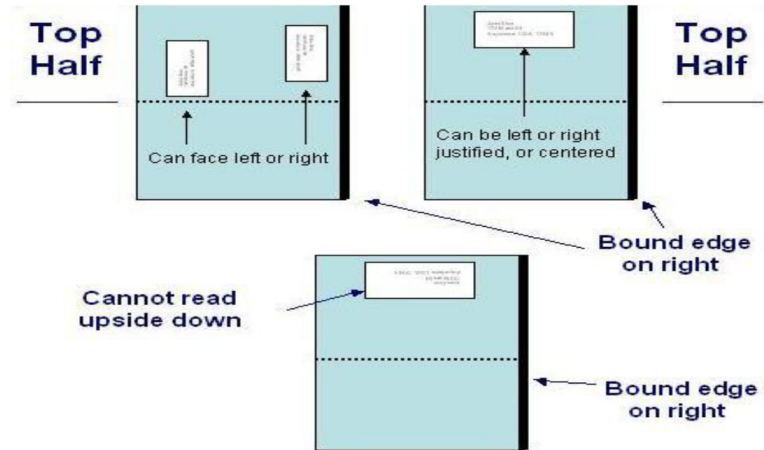 Top
Half
Can face left or right
Can be left or right
justified, or centered
Top
Half
Bound edge
on right
Cannot read
upside down
Bound edge
on right